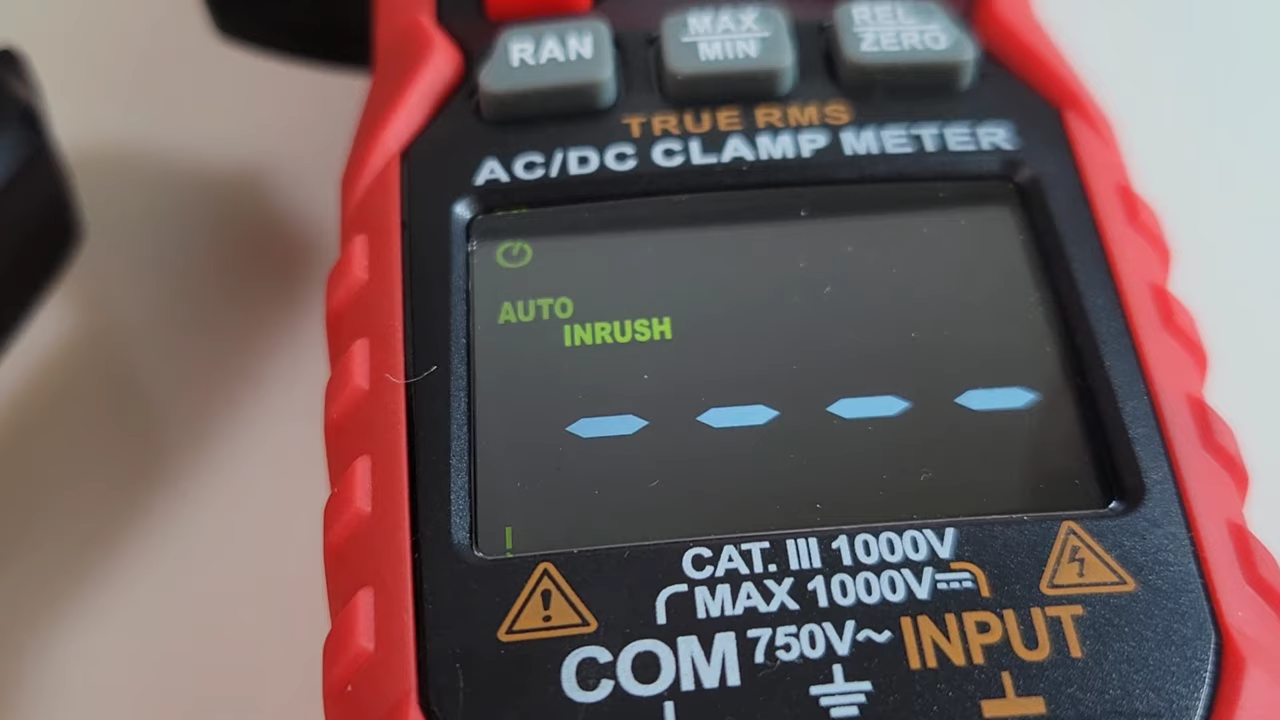 RAN
MAX
MIN
REL
ZERO
TRUE RMS
AC/DC CLAMP METER
AUTO
INRUSH
- - - -
!
CAT. III 1000V
MAX 1000V
COM 750V~ INPUT